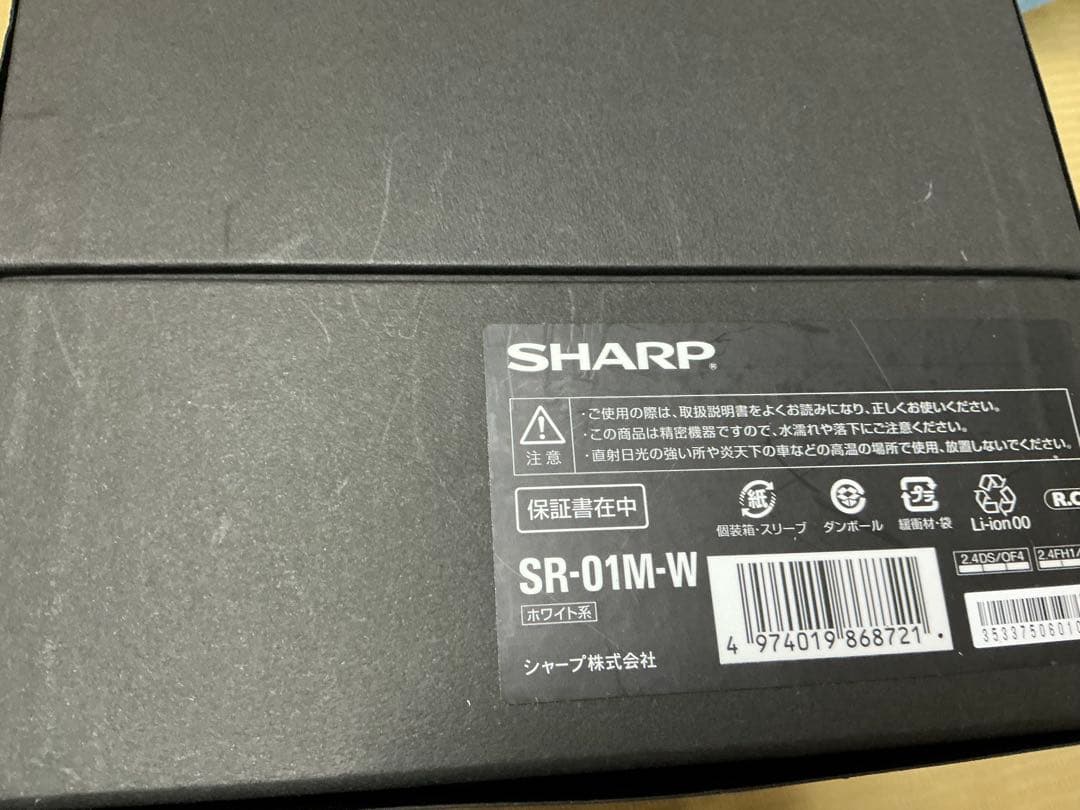 SHARP®
・ご使用の際は、取扱説明書をよくお読みになり、正しくお使いください。
・この商品は精密機器ですので、水濡れや落下にご注意ください。
・直射日光の強い所や炎天下の車などの高温の場所で使用、放置しないでください。
注意
保証書在中
紙
個装箱・スリーブ
ダンボール
プラ
緩衝材・袋
Li-ion 00
SR-01M-W
ホワイト系
2.4DS/OF4
2.4FH1/
4 974019 868721
シャープ株式会社